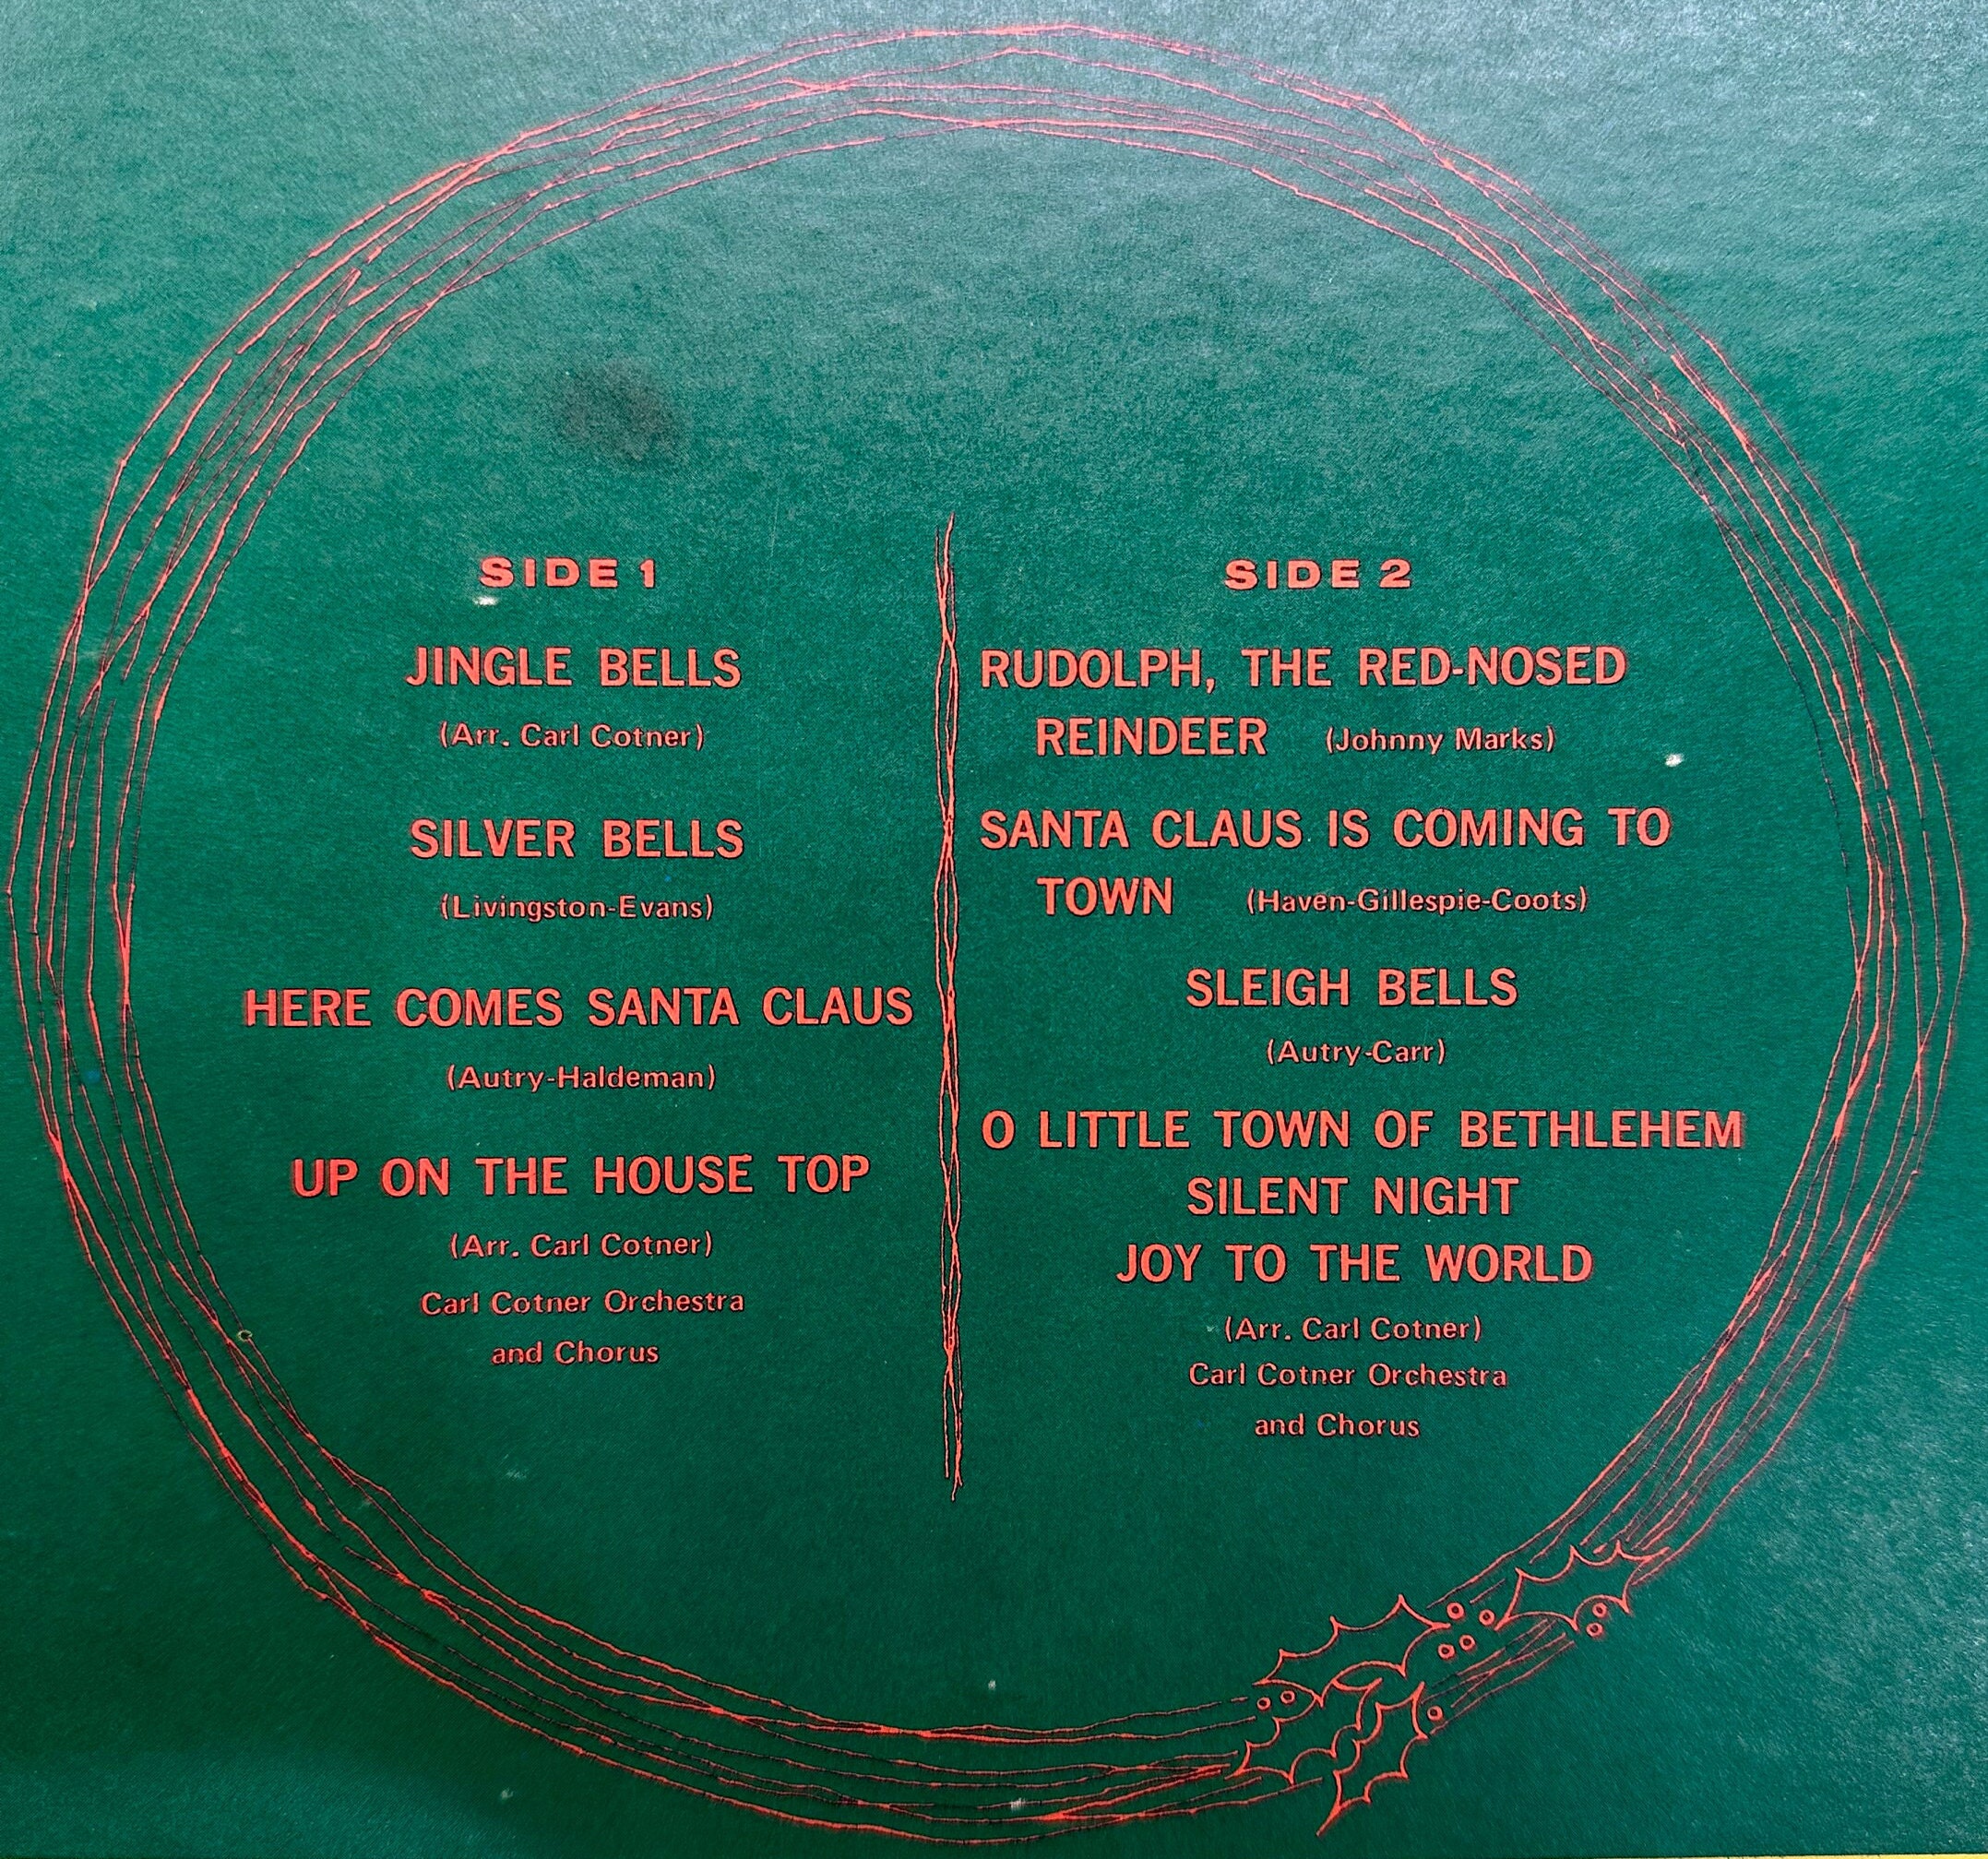 SIDE 1
JINGLE BELLS
(Arr. Carl Cotner)
SILVER BELLS
(Livingston-Evans)
HERE COMES SANTA CLAUS
(Autry-Haldeman)
UP ON THE HOUSE TOP
(Arr. Carl Cotner)
Carl Cotner Orchestra
and Chorus
SIDE 2
RUDOLPH, THE RED-NOSED
REINDEER (Johnny Marks)
SANTA CLAUS IS COMING TO
TOWN (Haven-Gillespie-Coots)
SLEIGH BELLS
(Autry-Carr)
O LITTLE TOWN OF BETHLEHEM
SILENT NIGHT
JOY TO THE WORLD
(Arr. Carl Cotner)
Carl Cotner Orchestra
and Chorus